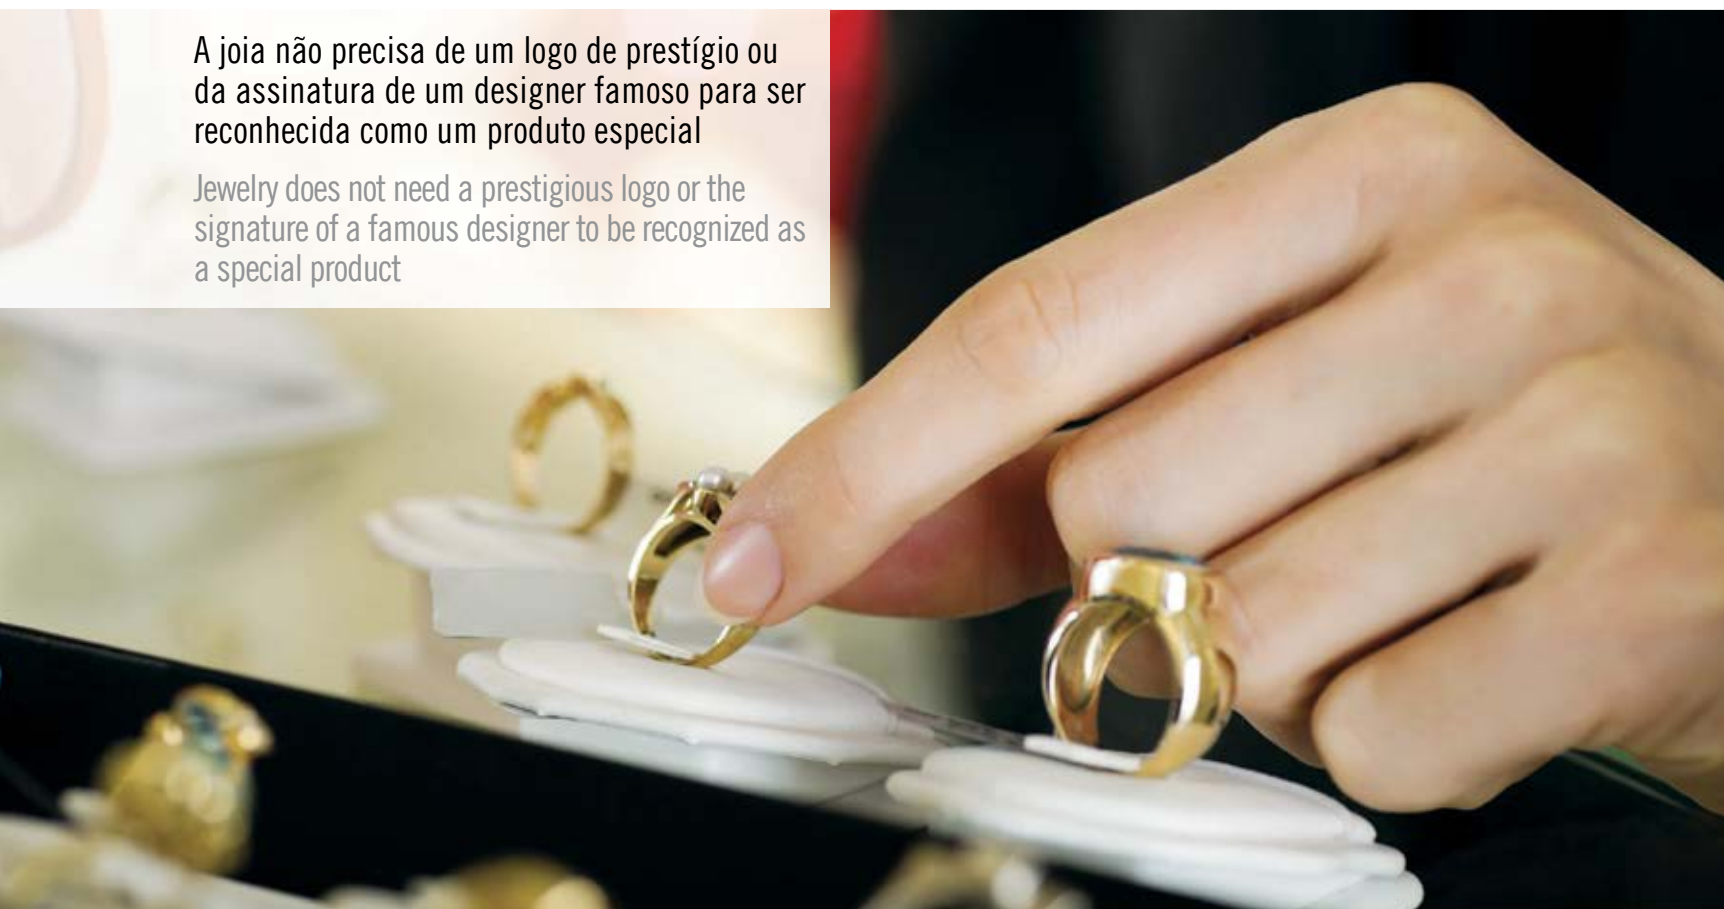 A joia não precisa de um logo de prestígio ou
da assinatura de um designer famoso para ser
reconhecida como um produto especial
Jewelry does not need a prestigious logo or the
signature of a famous designer to be recognized as
a special product